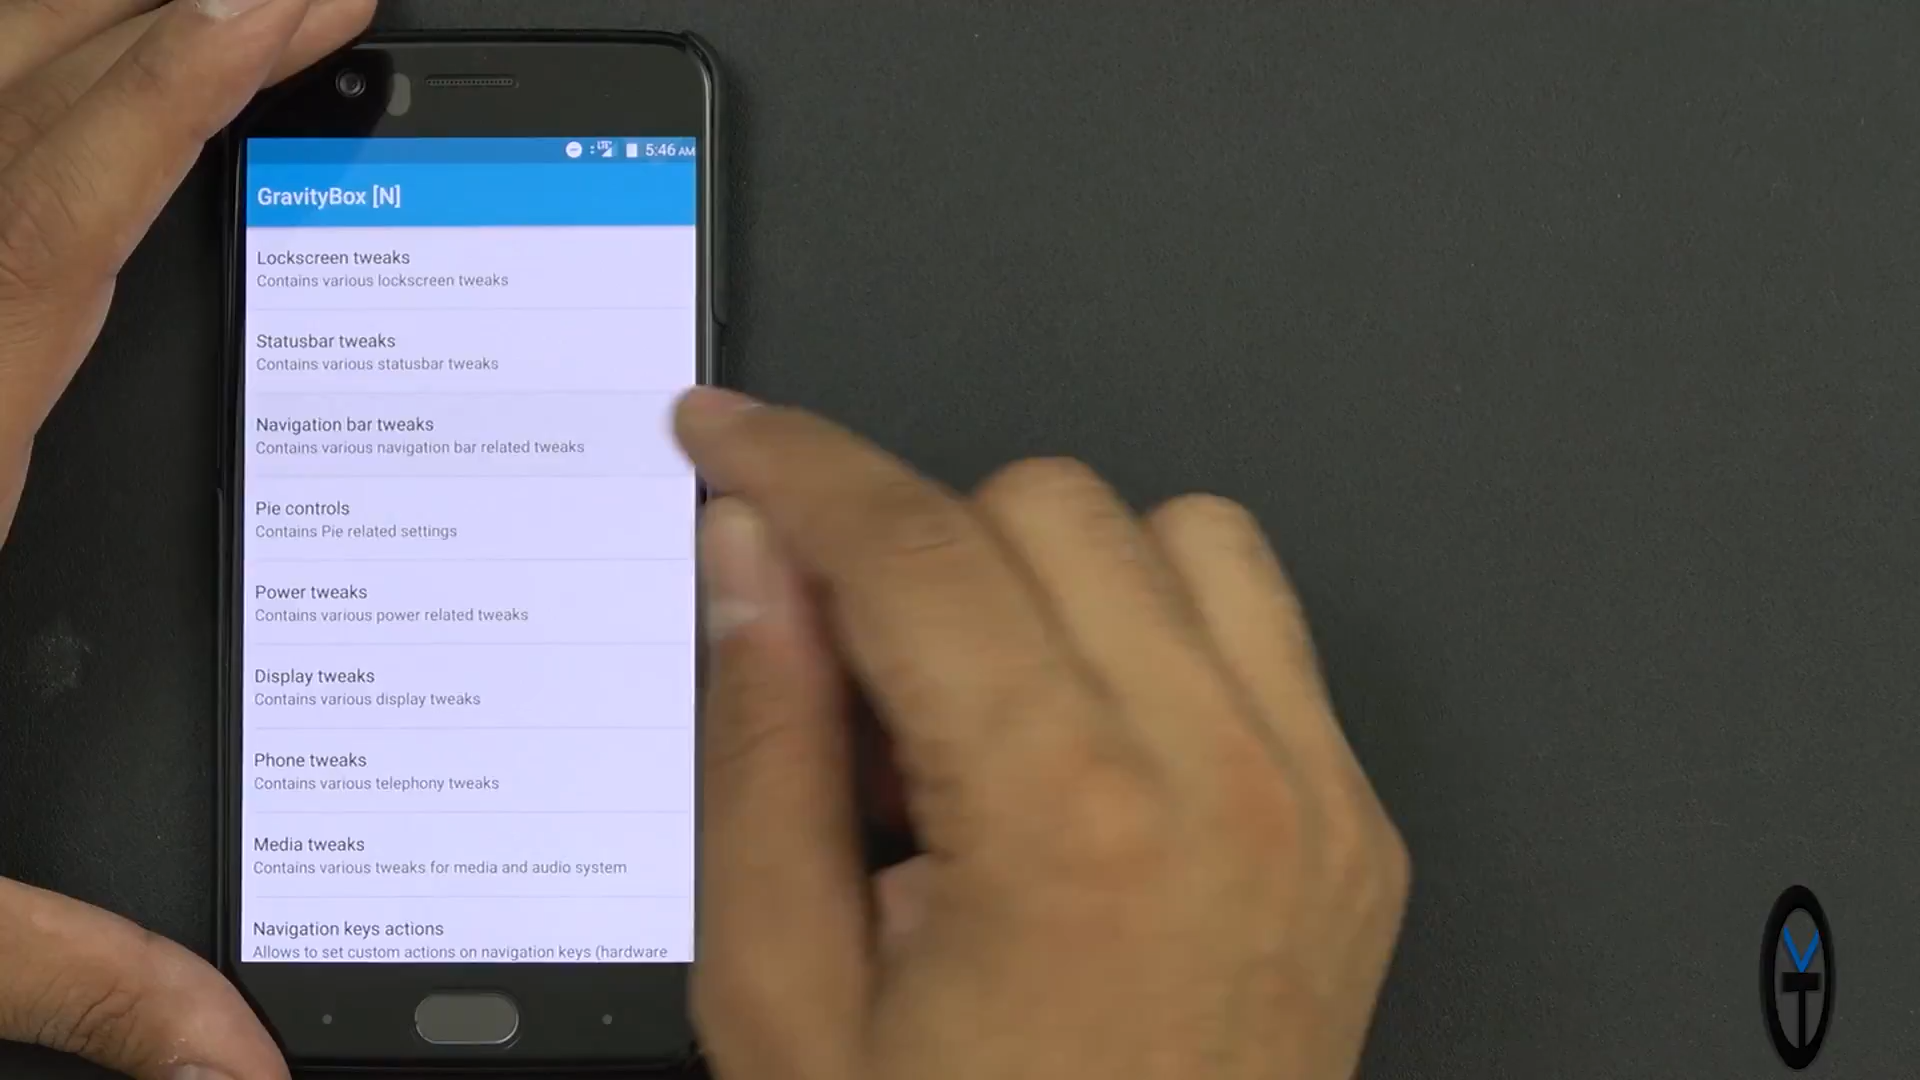 LTE 5:46 AM
GravityBox [N]
Lockscreen tweaks
Contains various lockscreen tweaks
Statusbar tweaks
Contains various statusbar tweaks
Navigation bar tweaks
Contains various navigation bar related tweaks
Pie controls
Contains Pie related settings
Power tweaks
Contains various power related tweaks
Display tweaks
Contains various display tweaks
Phone tweaks
Contains various telephony tweaks
Media tweaks
Contains various tweaks for media and audio system
Navigation keys actions
Allows to set custom actions on navigation keys (hardware
VT